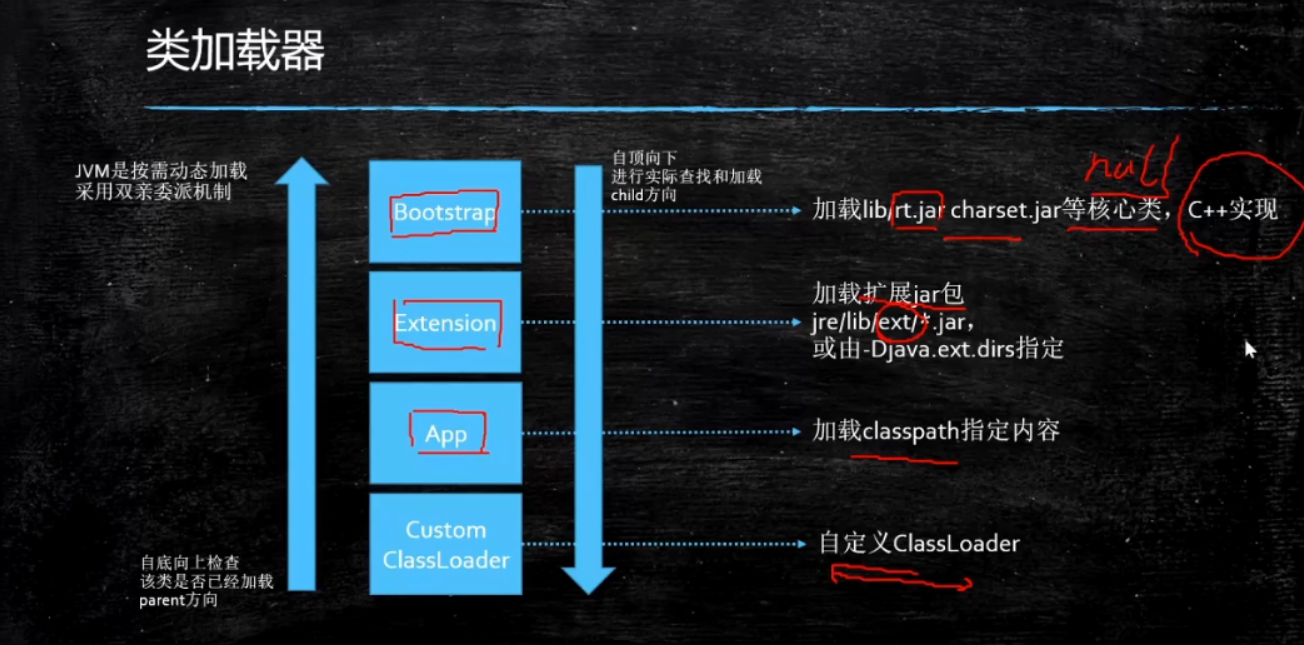 类加载器
JVM是按需动态加载
采用双亲委派机制
自顶向下
进行实际查找和加载
child方向
null
Bootstrap
加载lib/rt.jar charset.jar等核心类，C++实现
Extension
加载扩展jar包
jre/lib/ext/*.jar，
或由-Djava.ext.dirs指定
App
加载classpath指定内容
Custom
ClassLoader
自定义ClassLoader
自底向上检查
该类是否已经加载
parent方向